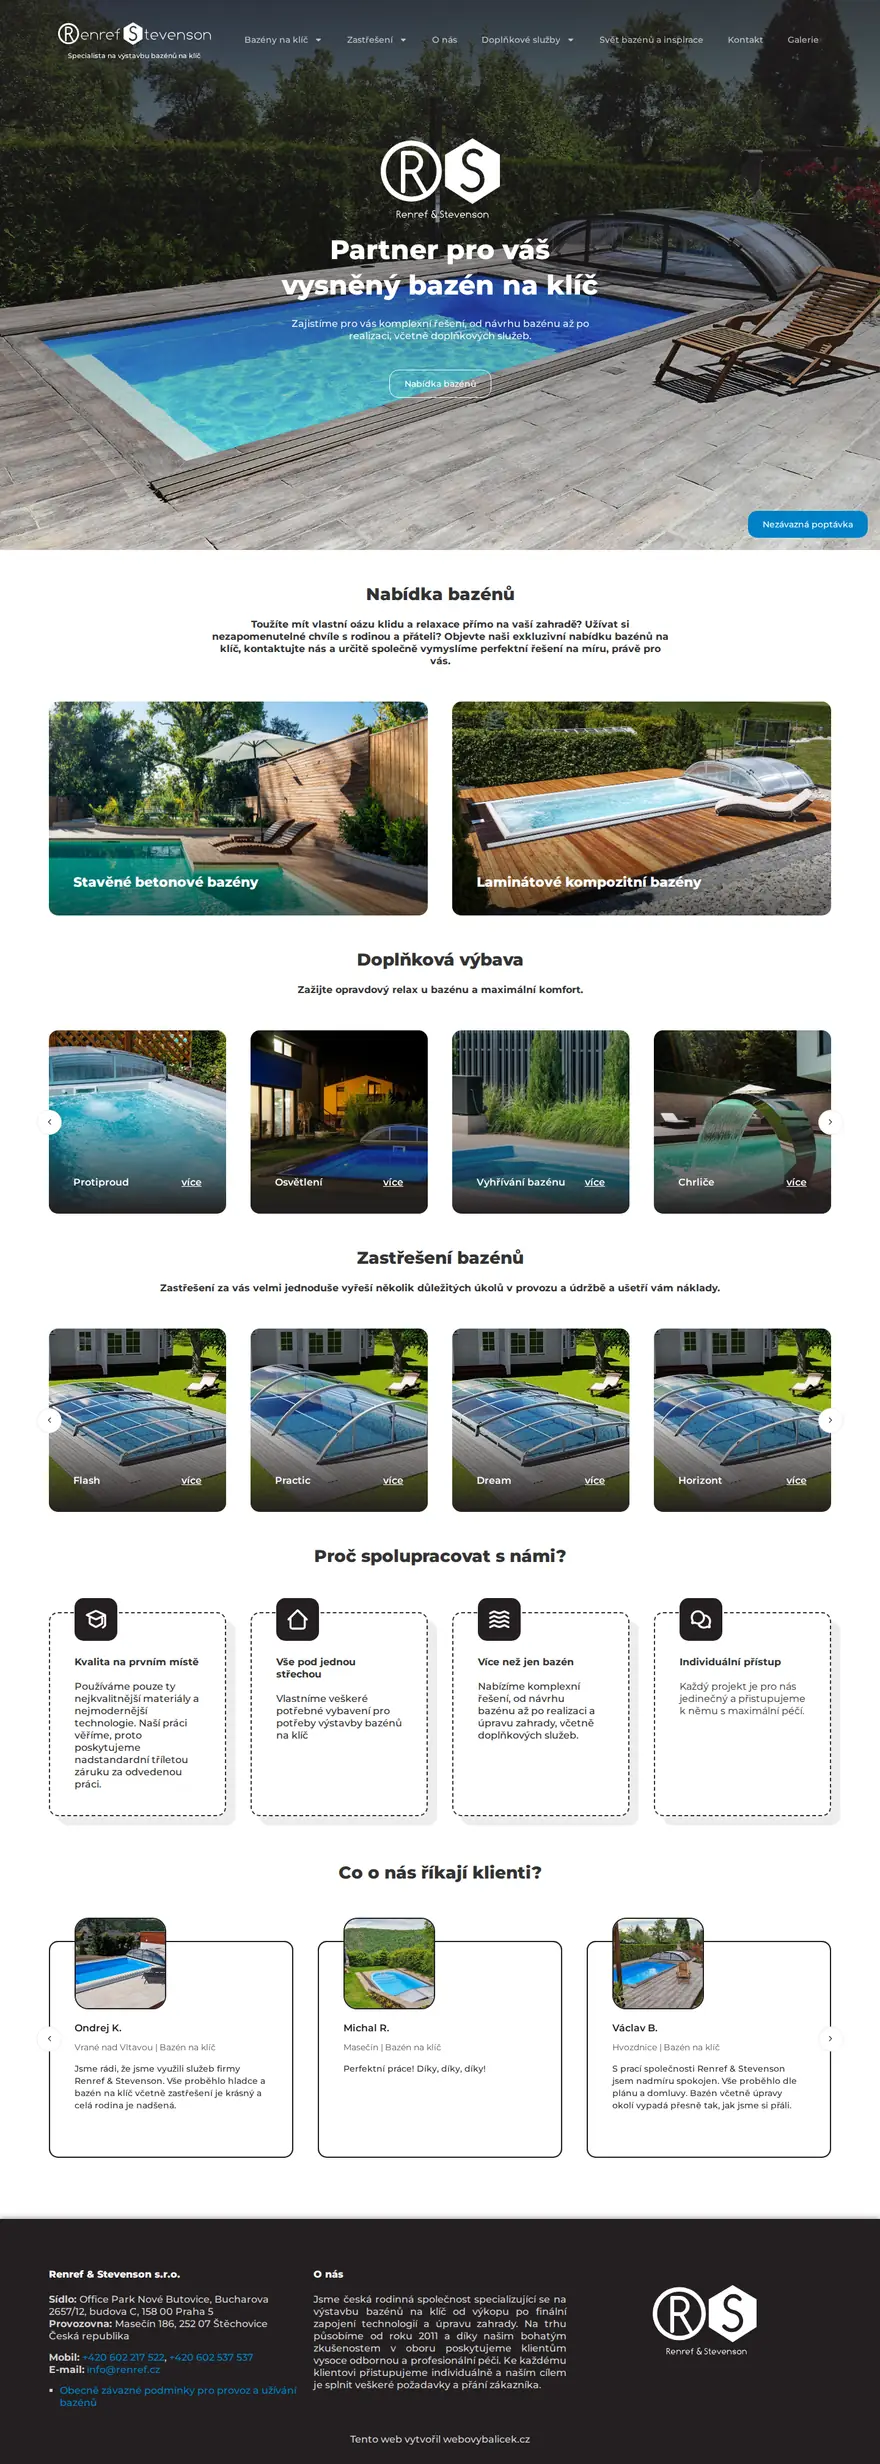 Renref Stevenson
Specialista na výstavbu bazénů na klíč
Bazény na klíč
Zastřešení
O nás
Doplňkové služby
Svět bazénů a inspirace
Kontakt
Galerie
RS
Renref & Stevenson
Partner pro váš
vysněný bazén na klíč
Zajistíme pro vás komplexní řešení, od návrhu bazénu až po
realizaci, včetně doplňkových služeb.
Nabídka bazénů
Nezávazná poptávka
Nabídka bazénů
Toužíte mít vlastní oázu klidu a relaxace přímo na vaší zahradě? Užívat si
nezapomenutelné chvíle s rodinou a přáteli? Objevte naši exkluzivní nabídku bazénů na
klíč, kontaktujte nás a určitě společně vymyslíme perfektní řešení na míru, právě pro
vás.
Stavěné betonové bazény
Laminátové kompozitní bazény
Doplňková výbava
Zažijte opravdový relax u bazénu a maximální komfort.
Protiproud
více
Osvětlení
více
Vyhřívání bazénu
více
Chrliče
více
Zastřešení bazénů
Zastřešení za vás velmi jednoduše vyřeší několik důležitých úkolů v provozu a údržbě a ušetří vám náklady.
Flash
více
Practic
více
Dream
více
Horizont
více
Proč spolupracovat s námi?
Kvalita na prvním místě
Používáme pouze ty
nejkvalitnější materiály a
nejmodernější
technologie. Naší práci
věříme, proto
poskytujeme
nadstandardní tříletou
záruku za odvedenou
práci.
Vše pod jednou
střechou
Vlastníme veškeré
potřebné vybavení pro
potřeby výstavby bazénů
na klíč
Více než jen bazén
Nabízíme komplexní
řešení, od návrhu
bazénu až po realizaci a
úpravu zahrady, včetně
doplňkových služeb.
Individuální přístup
Každý projekt je pro nás
jedinečný a přistupujeme
k němu s maximální péčí.
Co o nás říkají klienti?
Ondrej K.
Vrané nad Vltavou | Bazén na klíč
Jsme rádi, že jsme využili služeb firmy
Renref & Stevenson. Vše proběhlo hladce a
bazén na klíč včetně zastřešení je krásný a
celá rodina je nadšená.
Michal R.
Masečín | Bazén na klíč
Perfektní práce! Díky, díky, díky!
Václav B.
Hvozdnice | Bazén na klíč
S prací společnosti Renref & Stevenson
jsem nadmíru spokojen. Vše proběhlo dle
plánu a domluvy. Bazén včetně úpravy
okolí vypadá přesně tak, jak jsme si přáli.
Renref & Stevenson s.r.o.
Sídlo: Office Park Nové Butovice, Bucharova
2657/12, budova C, 158 00 Praha 5
Provozovna: Masečín 186, 252 07 Štěchovice
Česká republika
Mobil: +420 602 217 522, +420 602 537 537
E-mail: info@renref.cz
Obecné závazné podmínky pro provoz a užívání
bazénů
O nás
Jsme česká rodinná společnost specializující se na
výstavbu bazénů na klíč od výkopu po finální
zapojení technologií a úpravu zahrady. Na trhu
působíme od roku 2011 a díky našim bohatým
zkušenostem v oboru poskytujeme klientům
vysoce odbornou a profesionální péči. Ke každému
klientovi přistupujeme individuálně a naším cílem
je splnit veškeré požadavky a přání zákazníka.
RS
Renref & Stevenson
Tento web vytvořil webovybalicek.cz